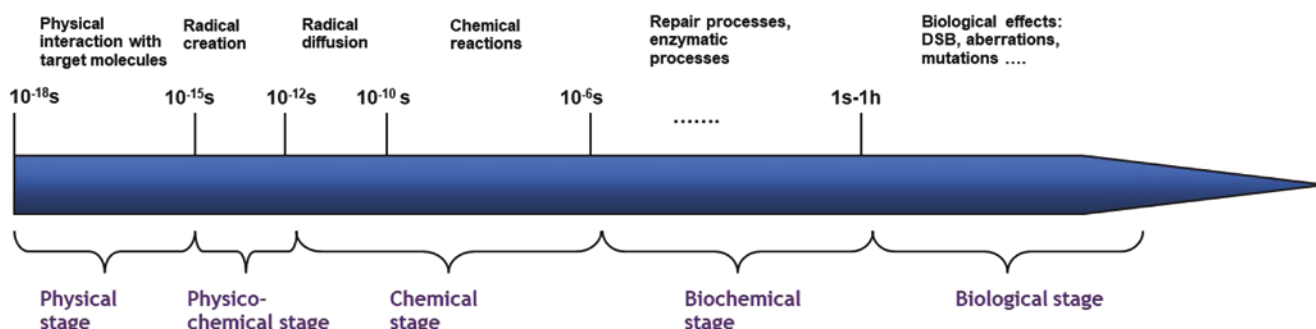 Physical
interaction with
target molecules
Radical
creation
Radical
diffusion
Chemical
reactions
Repair processes,
enzymatic
processes
Biological effects:
DSB, aberrations,
mutations ....
10⁻¹⁸s
10⁻¹⁵s
10⁻¹²s
10⁻¹⁰ s
10⁻⁶s
.......
1s-1h
Physical
stage
Physico-
chemical stage
Chemical
stage
Biochemical
stage
Biological stage